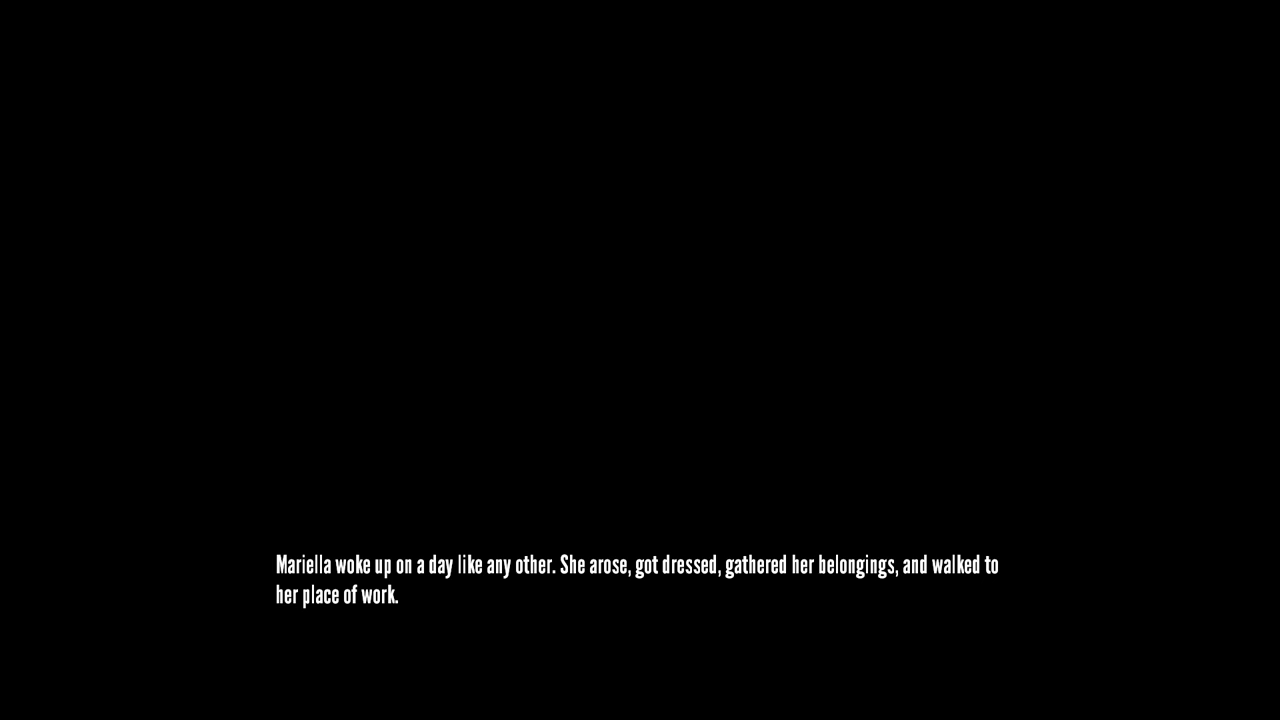 Mariella woke up on a day like any other. She arose, got dressed, gathered her belongings, and walked to
her place of work.